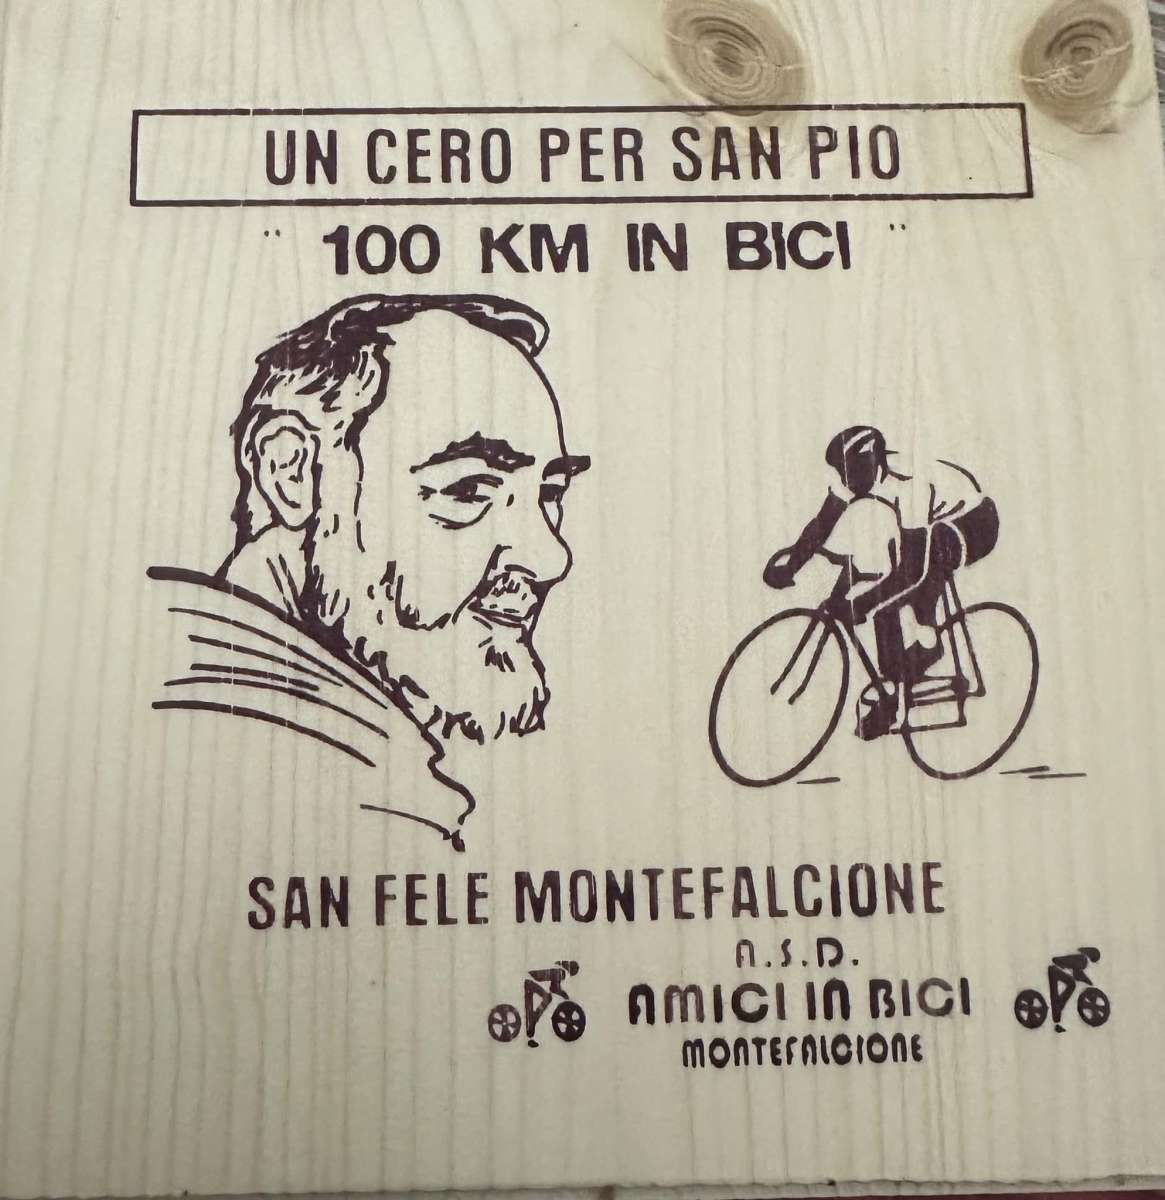 UN CERO PER SAN PIO
" 100 KM IN BICI "
SAN FELE MONTEFALCIONE
A.S.D.
AMICI IN BICI
MONTEFALCIONE